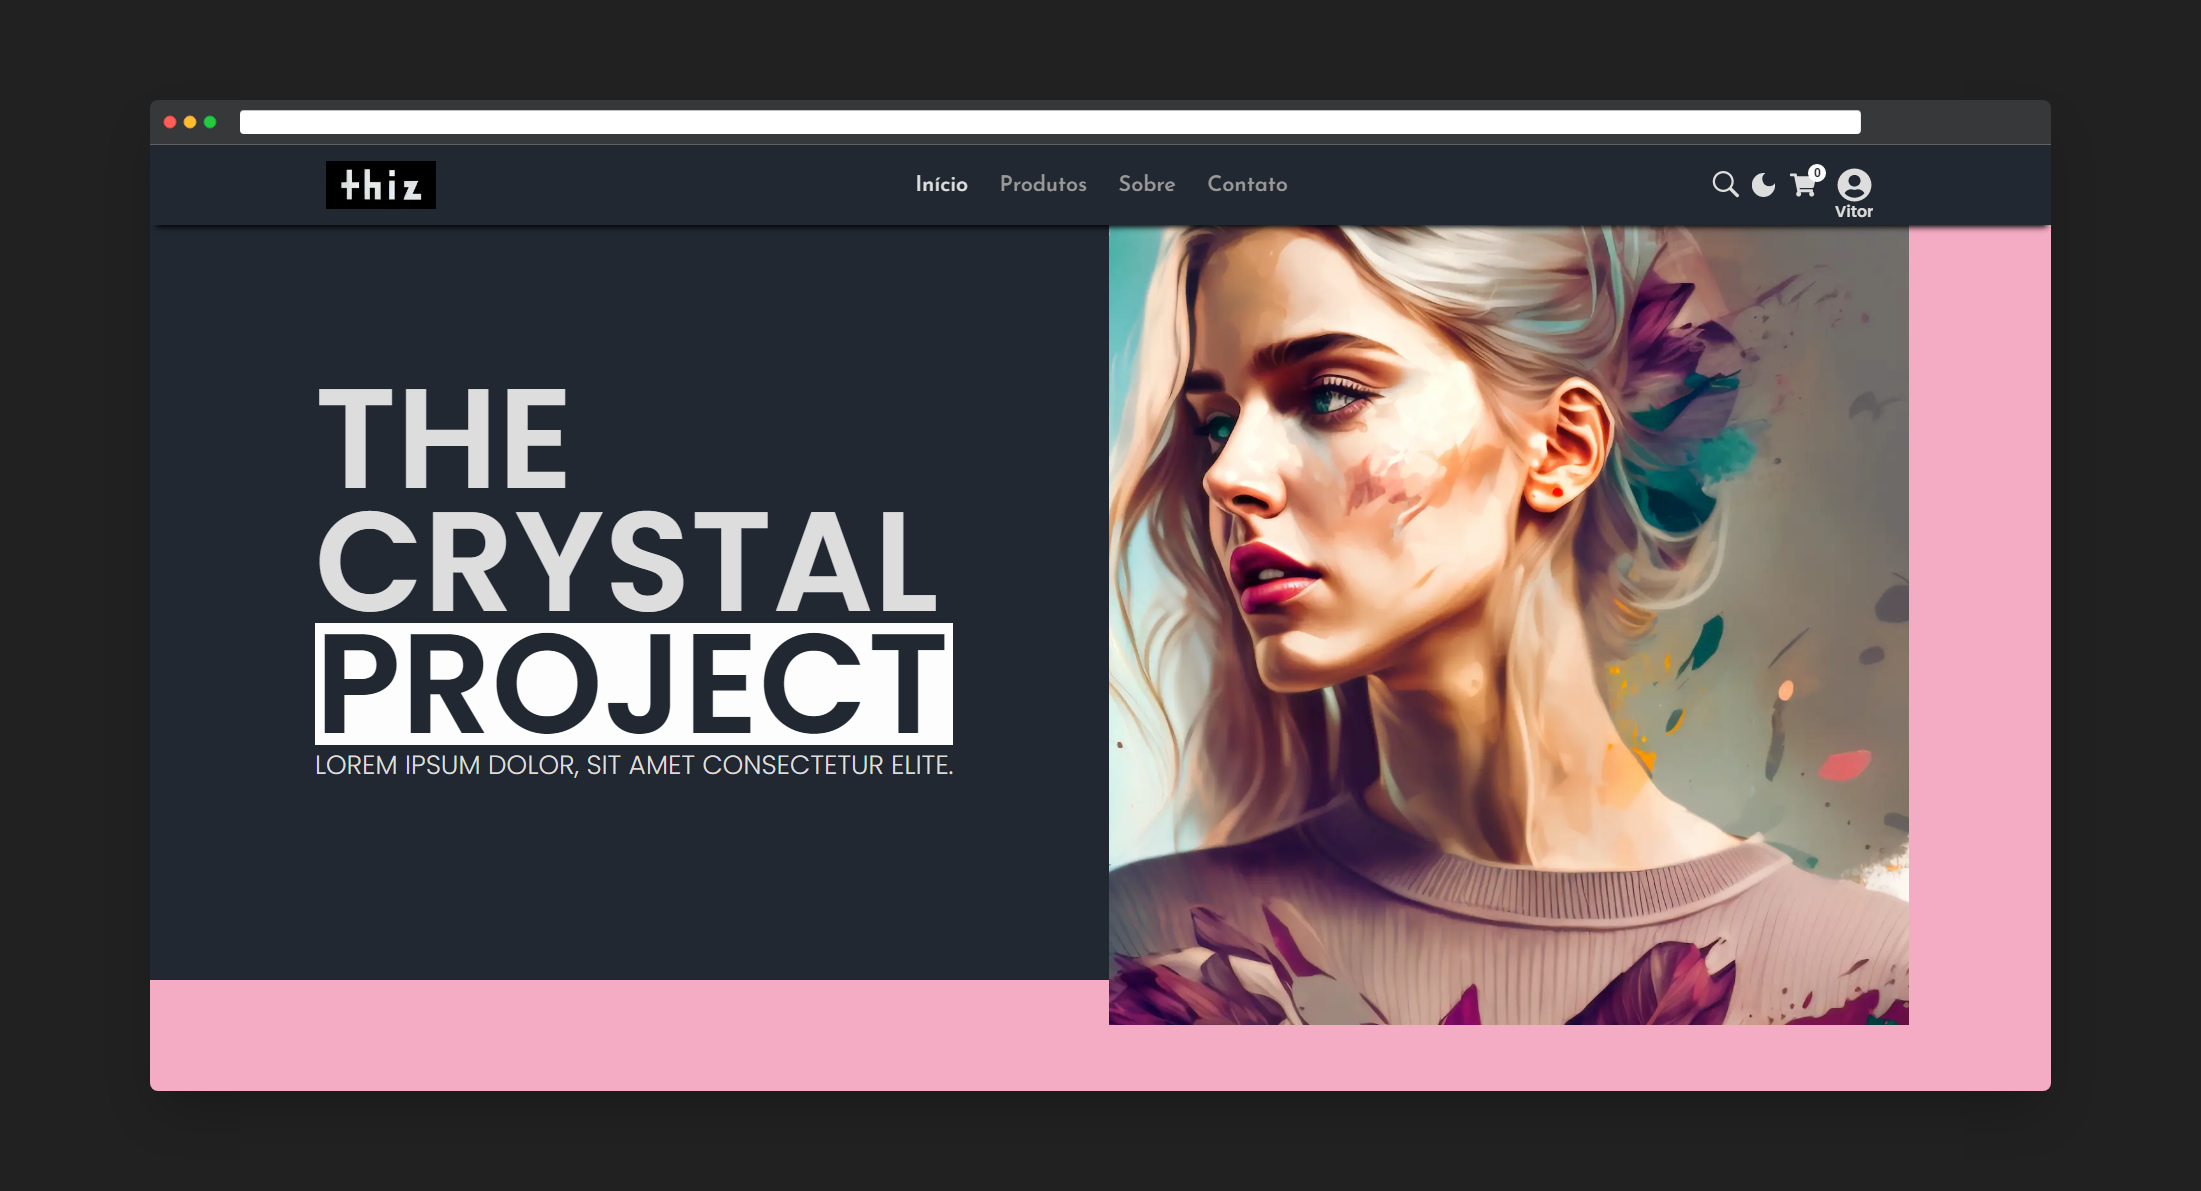 thiz
Início Produtos Sobre Contato
0
Vitor
THE
CRYSTAL
PROJECT
LOREM IPSUM DOLOR, SIT AMET CONSECTETUR ELITE.